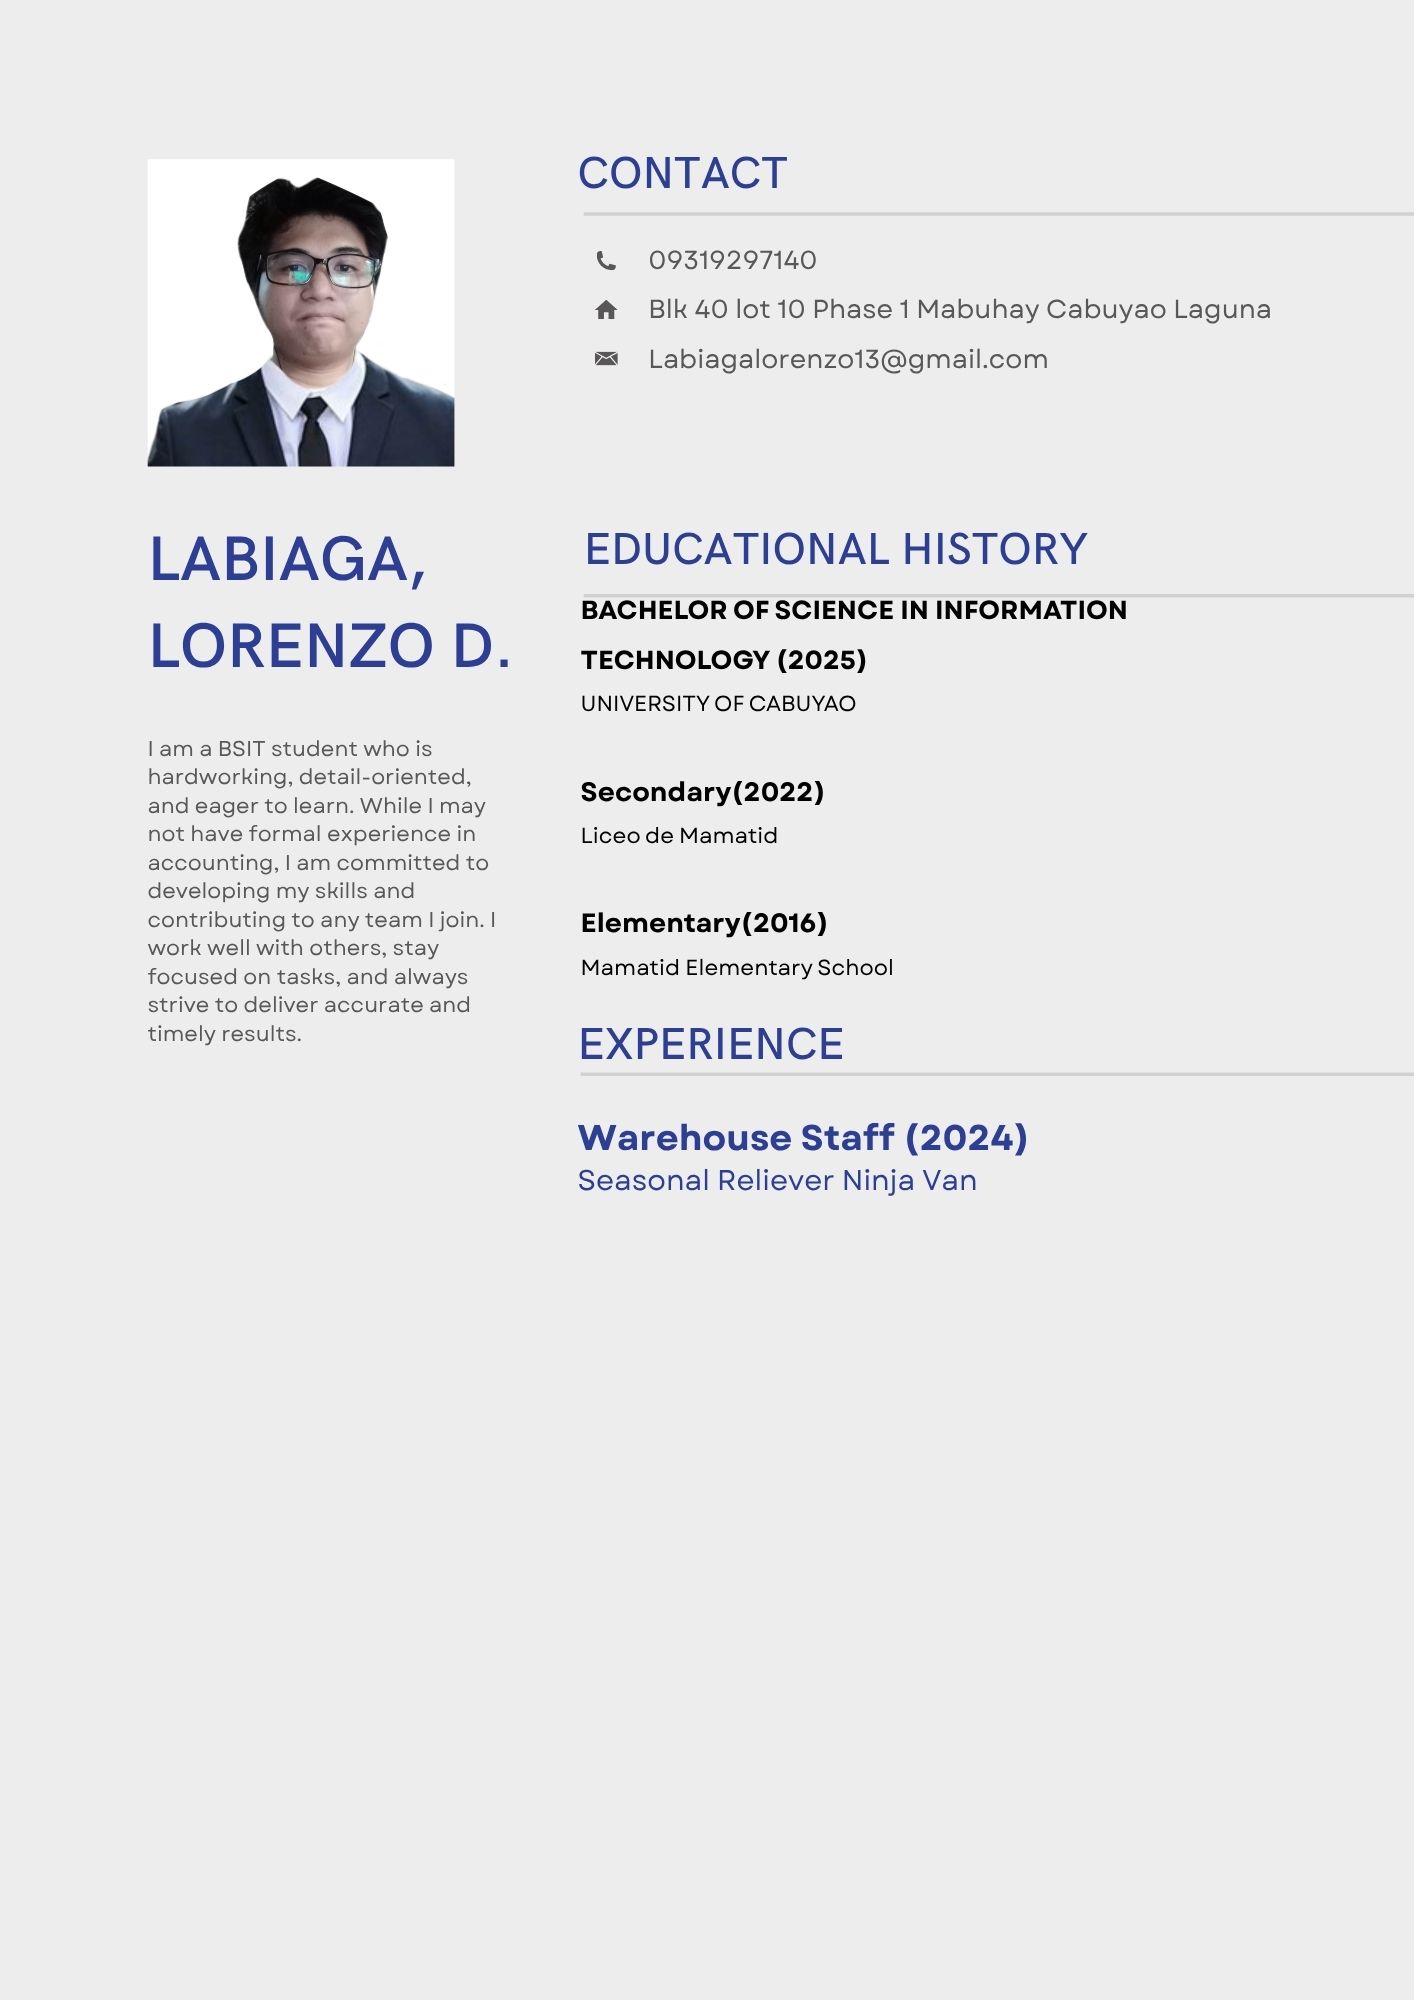 CONTACT
09319297140
Blk 40 lot 10 Phase 1 Mabuhay Cabuyao Laguna
Labiagalorenzo13@gmail.com
LABIAGA,
LORENZO D.
I am a BSIT student who is
hardworking, detail-oriented,
and eager to learn. While I may
not have formal experience in
accounting, I am committed to
developing my skills and
contributing to any team I join. I
work well with others, stay
focused on tasks, and always
strive to deliver accurate and
timely results.
EDUCATIONAL HISTORY
BACHELOR OF SCIENCE IN INFORMATION
TECHNOLOGY (2025)
UNIVERSITY OF CABUYAO
Secondary(2022)
Liceo de Mamatid
Elementary(2016)
Mamatid Elementary School
EXPERIENCE
Warehouse Staff (2024)
Seasonal Reliever Ninja Van